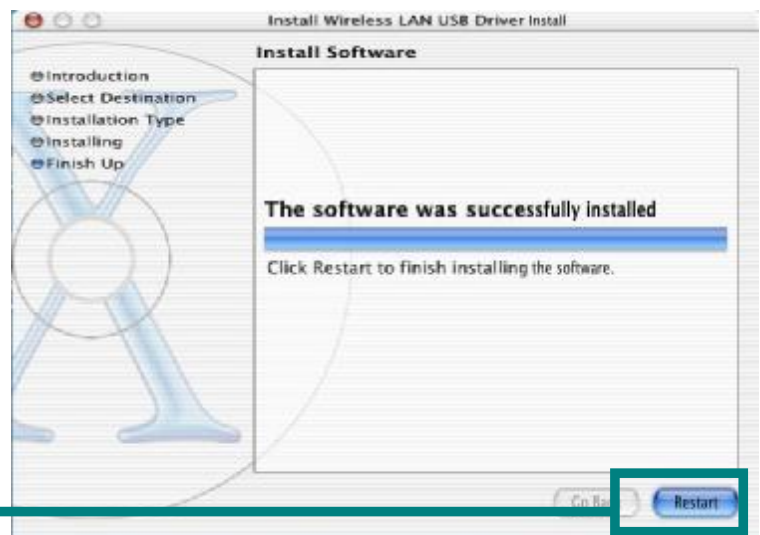 Install Wireless LAN USB Driver Install
Install Software
Introduction
Select Destination
Installation Type
Installing
Finish Up
The software was successfully installed
Click Restart to finish installing the software.
Go
Restart